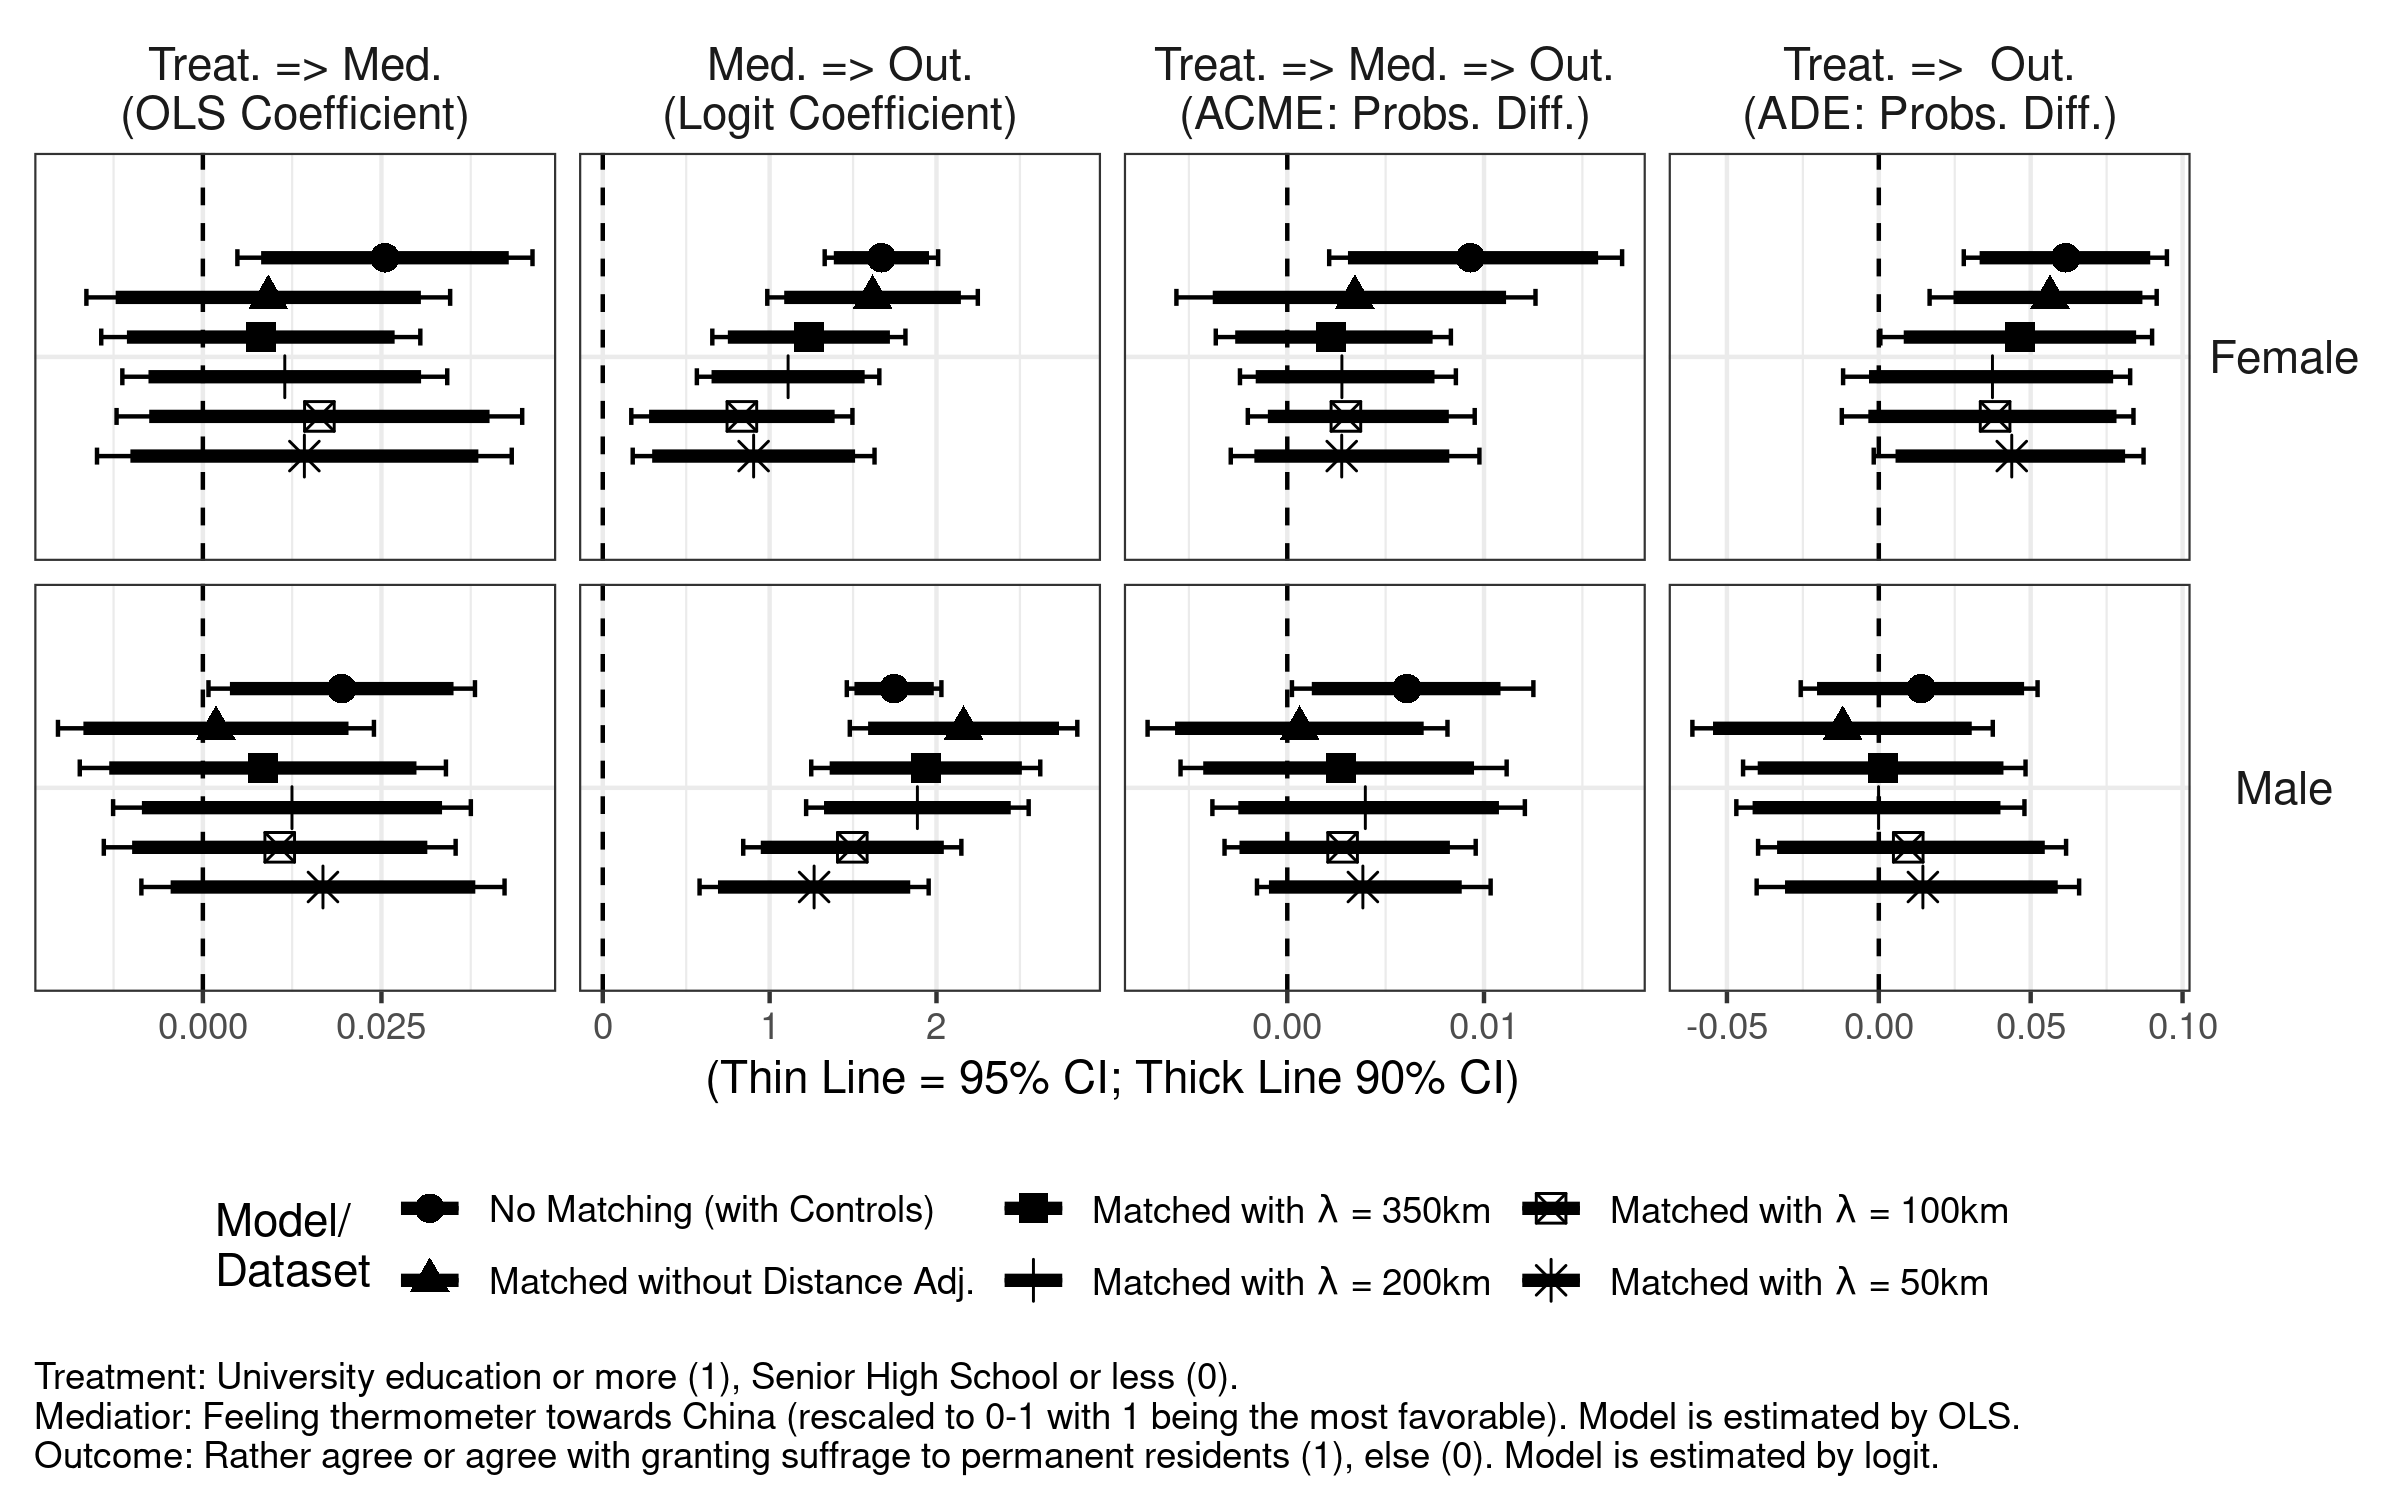 Treat. => Med.
(OLS Coefficient)
Med. => Out.
(Logit Coefficient)
Treat. => Med. => Out.
(ACME: Probs. Diff.)
Treat. =>  Out.
(ADE: Probs. Diff.)
Female
Male
0.000 0.025
0 1 2
0.00 0.01
-0.05 0.00 0.05 0.10
(Thin Line = 95% CI; Thick Line 90% CI)
Model/
Dataset
No Matching (with Controls)
Matched without Distance Adj.
Matched with λ = 350km
Matched with λ = 200km
Matched with λ = 100km
Matched with λ = 50km
Treatment: University education or more (1), Senior High School or less (0).
Mediatior: Feeling thermometer towards China (rescaled to 0-1 with 1 being the most favorable). Model is estimated by OLS.
Outcome: Rather agree or agree with granting suffrage to permanent residents (1), else (0). Model is estimated by logit.